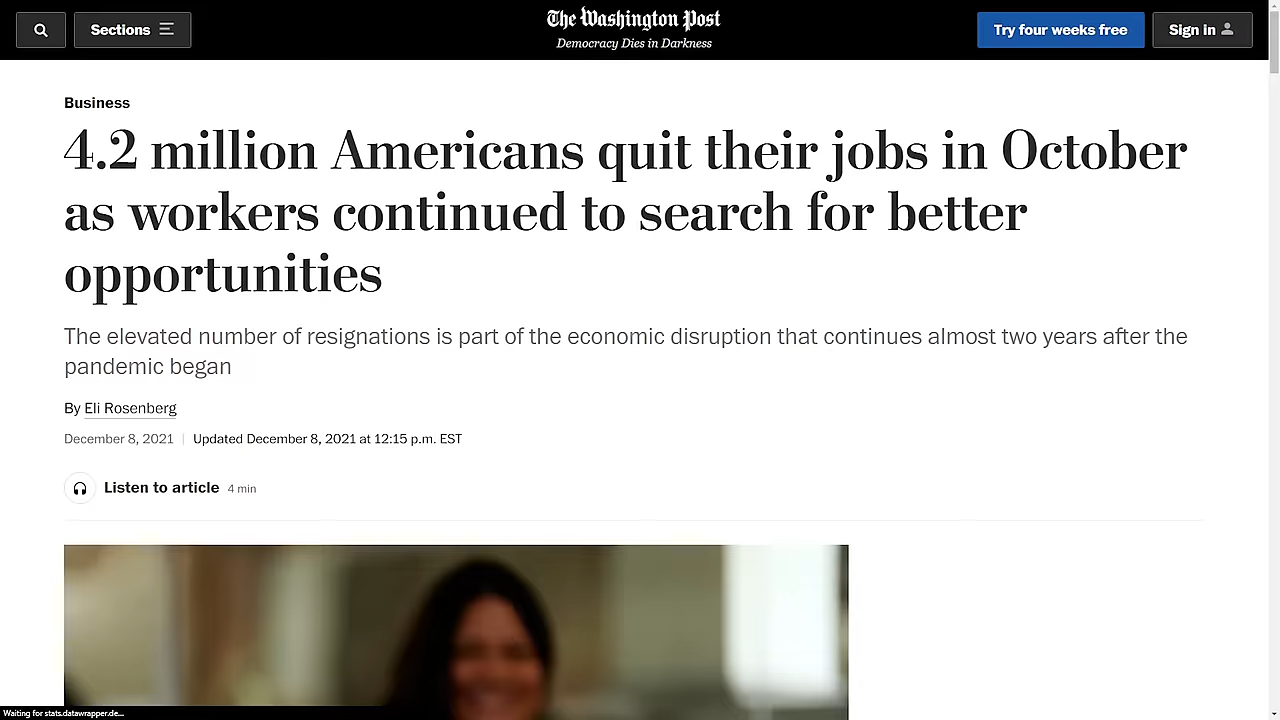 Sections
The Washington Post
Democracy Dies in Darkness
Try four weeks free
Sign In
Business
4.2 million Americans quit their jobs in October
as workers continued to search for better
opportunities
The elevated number of resignations is part of the economic disruption that continues almost two years after the
pandemic began
By Eli Rosenberg
December 8, 2021 | Updated December 8, 2021 at 12:15 p.m. EST
Listen to article 4 min
Waiting for stats.datawrapper.de...